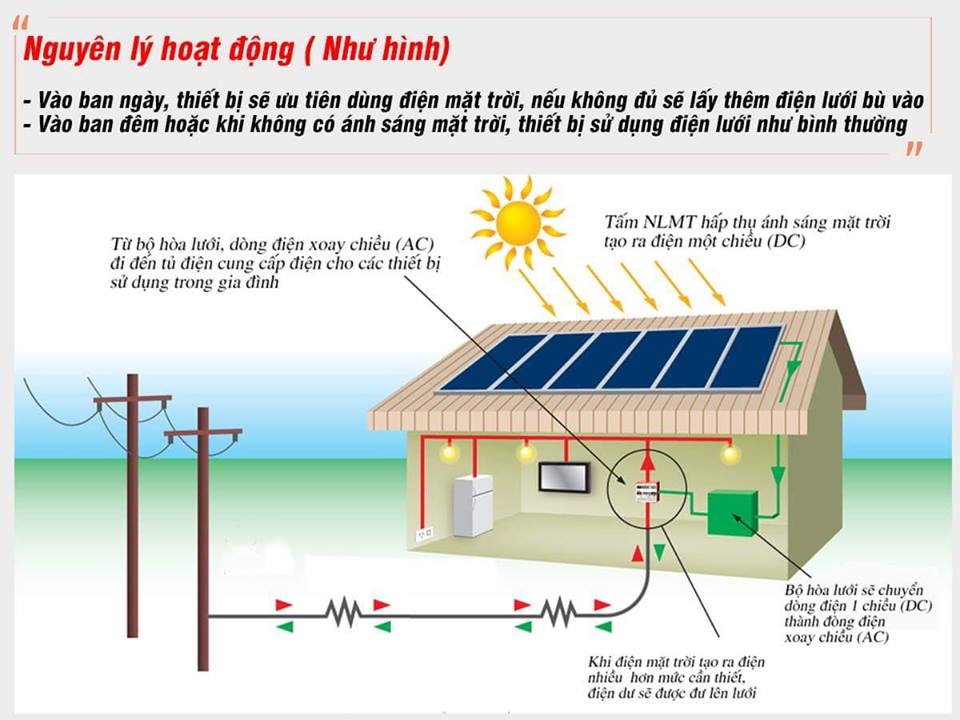 Nguyên lý hoạt động ( Như hình)
- Vào ban ngày, thiết bị sẽ ưu tiên dùng điện mặt trời, nếu không đủ sẽ lấy thêm điện lưới bù vào
- Vào ban đêm hoặc khi không có ánh sáng mặt trời, thiết bị sử dụng điện lưới như bình thường
Từ bộ hòa lưới, dòng điện xoay chiều (AC)
đi đến tủ điện cung cấp điện cho các thiết bị
sử dụng trong gia đình
Tấm NLMT hấp thụ ánh sáng mặt trời
tạo ra điện một chiều (DC)
Bộ hòa lưới sẽ chuyển
dòng điện 1 chiều (DC)
thành đòng điện
xoay chiều (AC)
Khi điện mặt trời tạo ra điện
nhiều hơn mức cần thiết,
điện dư sẽ được đư lên lưới